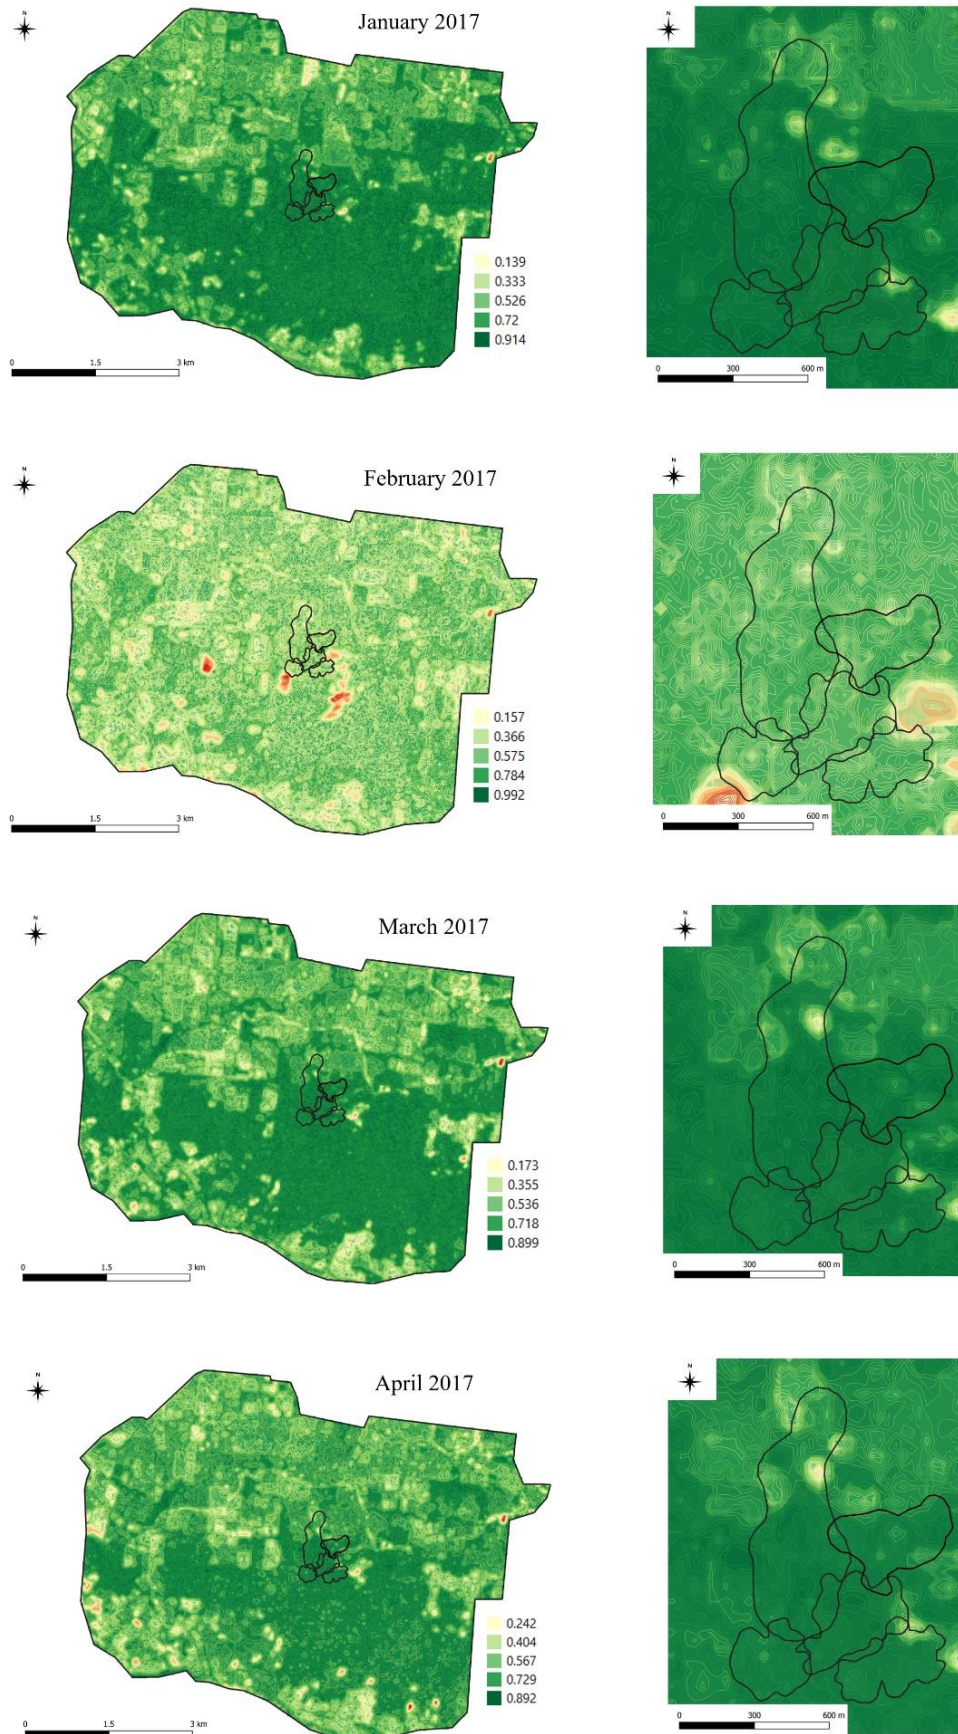 N
January 2017
N
0.139
0.333
0.526
0.72
0.914
0 1.5 3 km
0 300 600 m
N
February 2017
N
0.157
0.366
0.575
0.784
0.992
0 1.5 3 km
0 300 600 m
N
March 2017
N
0.173
0.355
0.536
0.718
0.899
0 1.5 3 km
0 300 600 m
N
April 2017
N
0.242
0.404
0.567
0.729
0.892
0 1.5 3 km
0 300 600 m